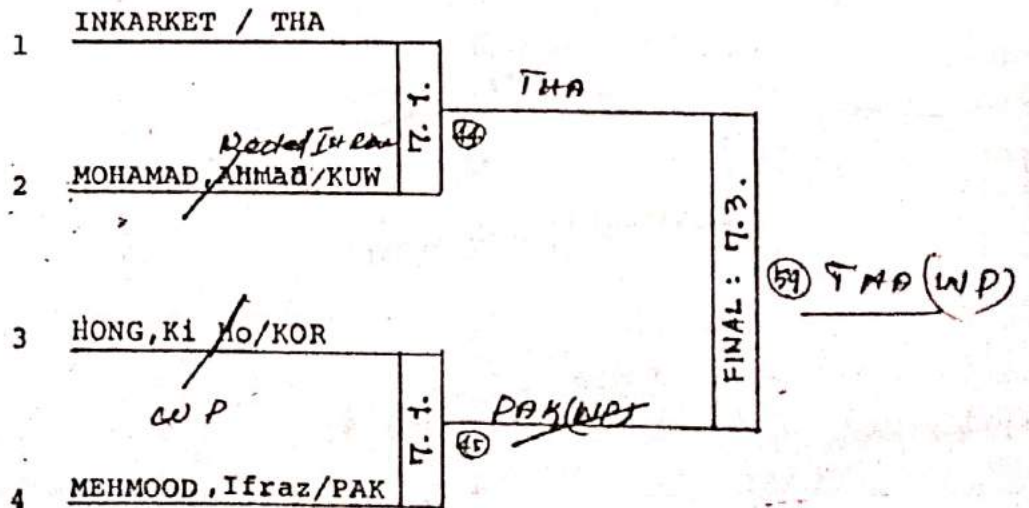 1 INKARKET / THA
7. 1.
THA
44
2 MOHAMAD, AHmad/KUW
FINAL : 7.3.
59 THA (WP)
3 HONG, Ki Ho/KOR
WP
7. 1.
PAK (WP)
45
4 MEHMOOD, Ifraz/PAK